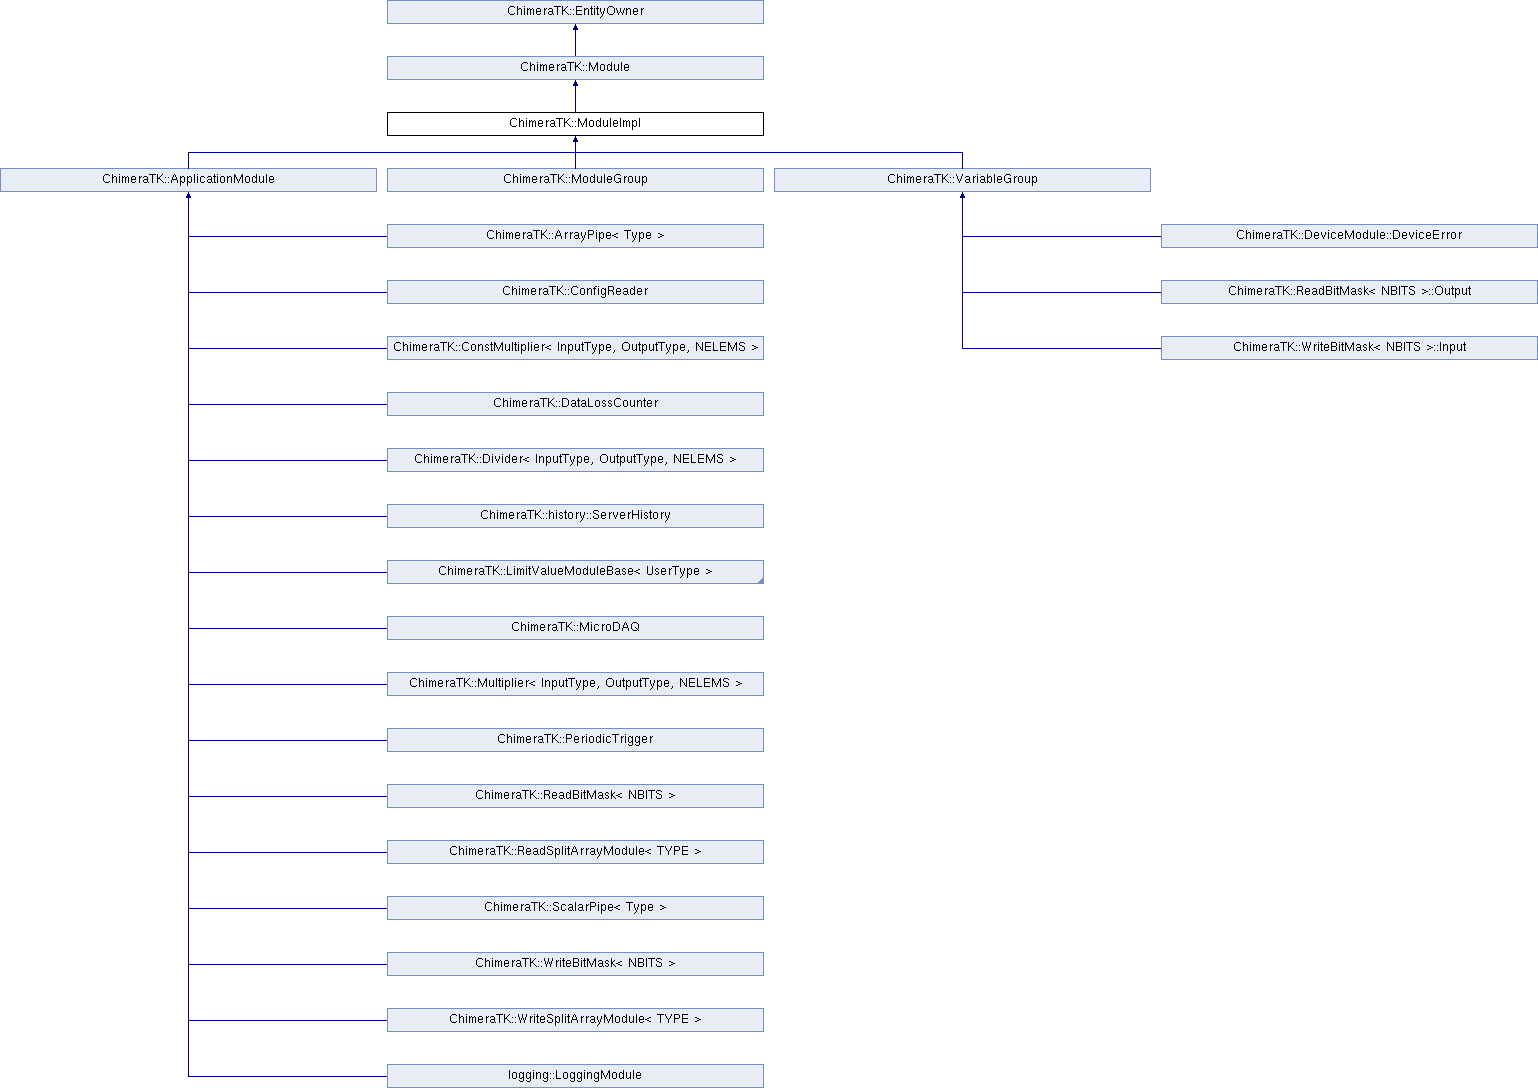 ChimeraTK::EntityOwner
ChimeraTK::Module
ChimeraTK::ModuleImpl
ChimeraTK::ApplicationModule
ChimeraTK::ModuleGroup
ChimeraTK::VariableGroup
ChimeraTK::ArrayPipe< Type >
ChimeraTK::DeviceModule::DeviceError
ChimeraTK::ConfigReader
ChimeraTK::ReadBitMask< NBITS >::Output
ChimeraTK::ConstMultiplier< InputType, OutputType, NELEMS >
ChimeraTK::WriteBitMask< NBITS >::Input
ChimeraTK::DataLossCounter
ChimeraTK::Divider< InputType, OutputType, NELEMS >
ChimeraTK::history::ServerHistory
ChimeraTK::LimitValueModuleBase< UserType >
ChimeraTK::MicroDAQ
ChimeraTK::Multiplier< InputType, OutputType, NELEMS >
ChimeraTK::PeriodicTrigger
ChimeraTK::ReadBitMask< NBITS >
ChimeraTK::ReadSplitArrayModule< TYPE >
ChimeraTK::ScalarPipe< Type >
ChimeraTK::WriteBitMask< NBITS >
ChimeraTK::WriteSplitArrayModule< TYPE >
logging::LoggingModule